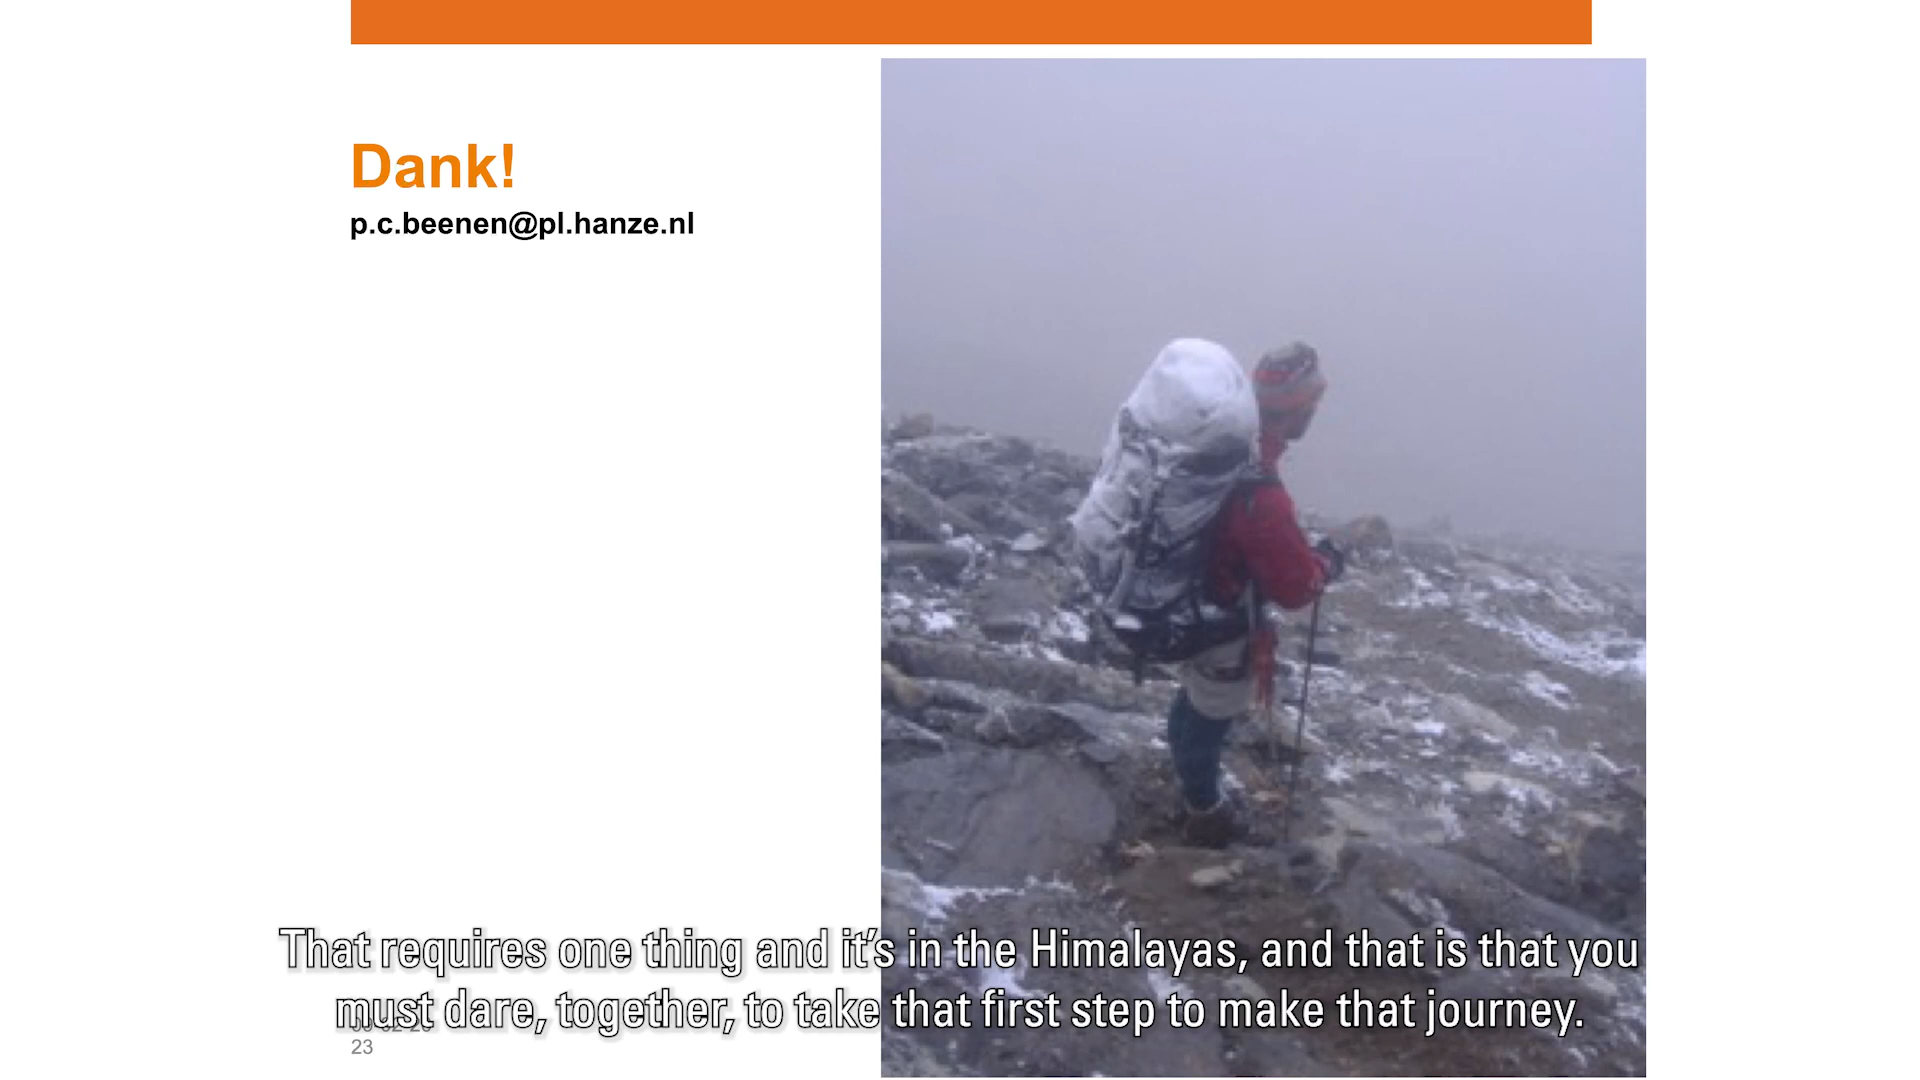 Dank!
p.c.beenen@pl.hanze.nl
That requires one thing and it's in the Himalayas, and that is that you
must dare, together, to take that first step to make that journey.
23